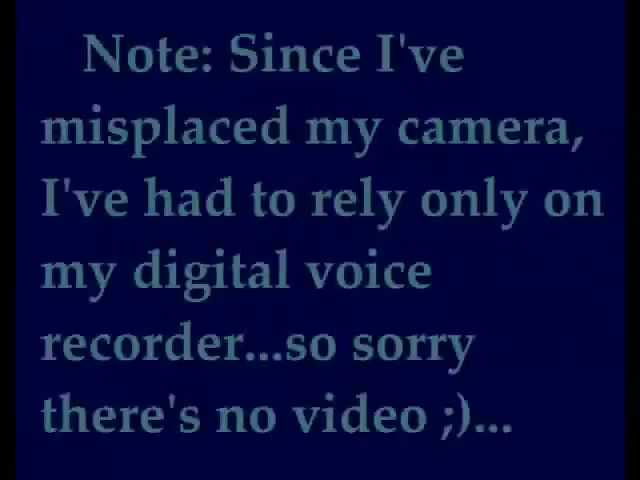 Note: Since I've
misplaced my camera,
I've had to rely only on
my digital voice
recorder...so sorry
there's no video ;)...